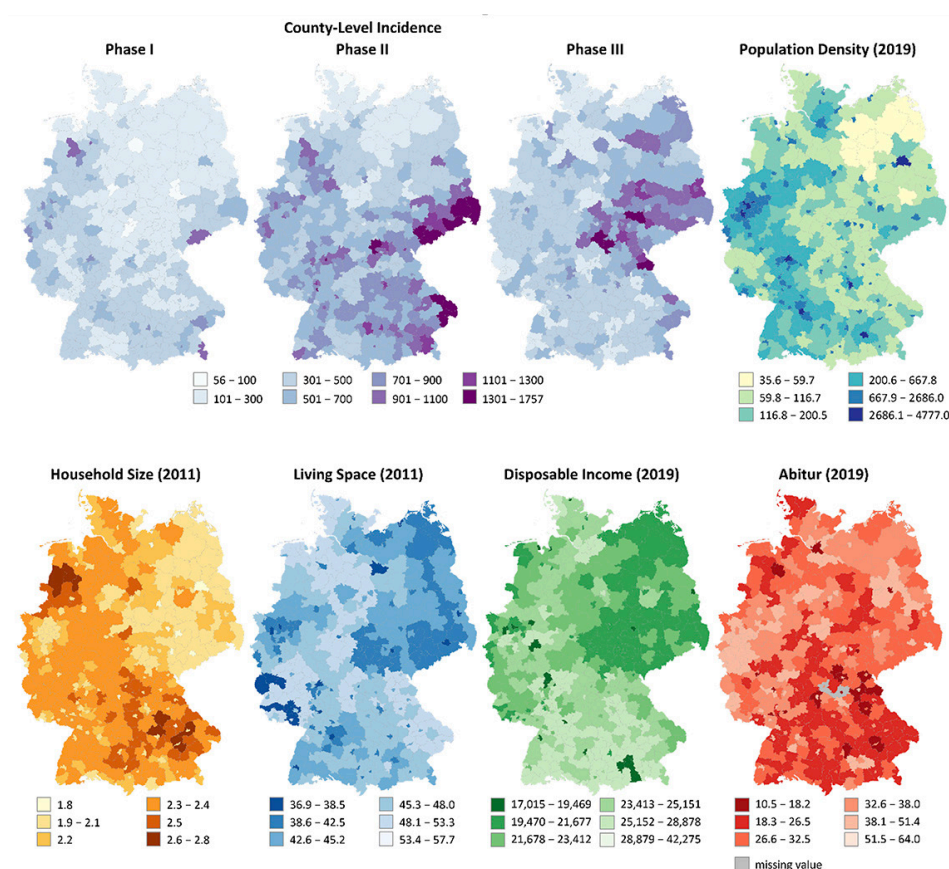 County-Level Incidence
Phase I
Phase II
Phase III
Population Density (2019)
56 – 100
301 – 500
701 – 900
1101 – 1300
101 – 300
501 – 700
901 – 1100
1301 – 1757
35.6 – 59.7
200.6 – 667.8
59.8 – 116.7
667.9 – 2686.0
116.8 – 200.5
2686.1 – 4777.0
Household Size (2011)
Living Space (2011)
Disposable Income (2019)
Abitur (2019)
1.8
2.3 – 2.4
1.9 – 2.1
2.5
2.2
2.6 – 2.8
36.9 – 38.5
45.3 – 48.0
38.6 – 42.5
48.1 – 53.3
42.6 – 45.2
53.4 – 57.7
17,015 – 19,469
23,413 – 25,151
19,470 – 21,677
25,152 – 28,878
21,678 – 23,412
28,879 – 42,275
10.5 – 18.2
32.6 – 38.0
18.3 – 26.5
38.1 – 51.4
26.6 – 32.5
51.5 – 64.0
missing value